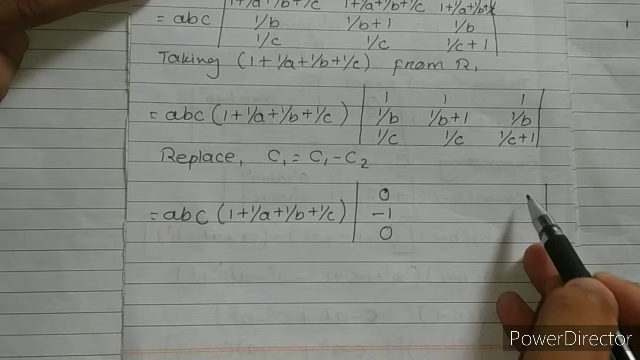 1+1/a+1/b+1/c 1+1/a+1/b+1/c 1+1/a+1/b+1/c
= abc 1/b 1/b+1 1/b
1/c 1/c 1/c+1
Taking (1+1/a+1/b+1/c) from R₁
1 1 1
= abc (1+1/a+1/b+1/c) 1/b 1/b+1 1/b
1/c 1/c 1/c+1
Replace, C₁ = C₁ - C₂
0
= abc (1+1/a+1/b+1/c) -1
0
PowerDirector